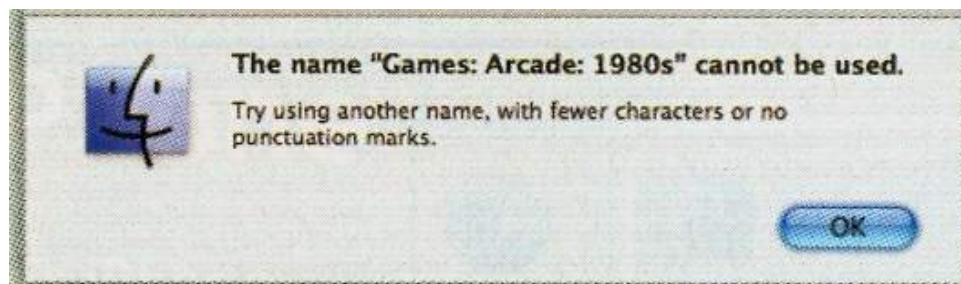 The name "Games: Arcade: 1980s" cannot be used.
Try using another name, with fewer characters or no
punctuation marks.
OK